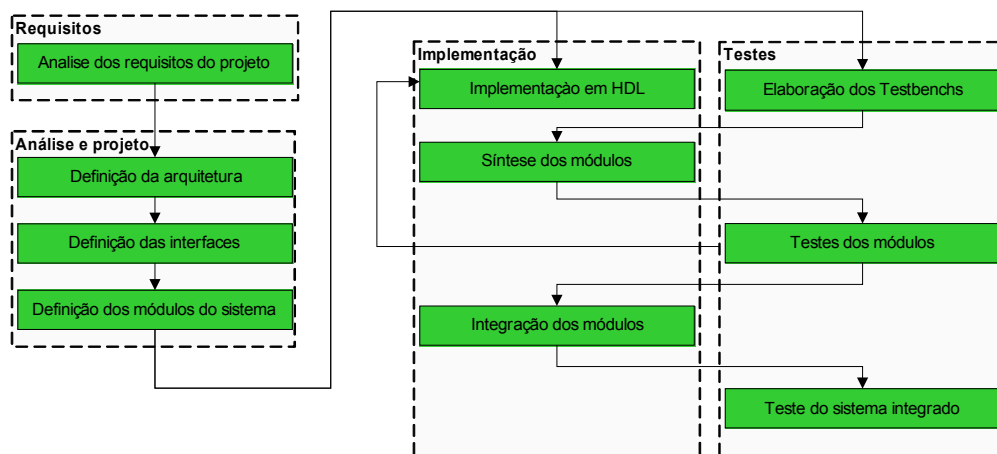 Requisitos
Analise dos requisitos do projeto
Análise e projeto
Definição da arquitetura
Definição das interfaces
Definição dos módulos do sistema
Implementação
Implementaçào em HDL
Síntese dos módulos
Integração dos módulos
Testes
Elaboração dos Testbenchs
Testes dos módulos
Teste do sistema integrado